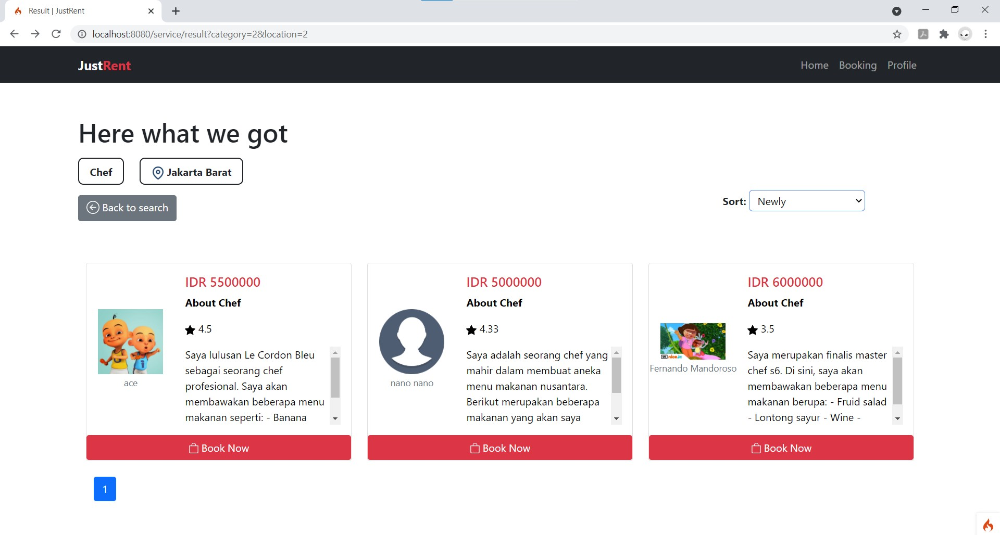 Result | JustRent
localhost:8080/service/result?category=2&location=2
JustRent
Home
Booking
Profile
Here what we got
Chef
Jakarta Barat
Back to search
Sort:
Newly
IDR 5500000
About Chef
4.5
Saya lulusan Le Cordon Bleu
sebagai seorang chef
profesional. Saya akan
membawakan beberapa menu
makanan seperti: - Banana
ace
Book Now
IDR 5000000
About Chef
4.33
Saya adalah seorang chef yang
mahir dalam membuat aneka
menu makanan nusantara.
Berikut merupakan beberapa
makanan yang akan saya
nano nano
Book Now
IDR 6000000
About Chef
3.5
Saya merupakan finalis master
chef s6. Di sini, saya akan
membawakan beberapa menu
makanan berupa: - Fruid salad
- Lontong sayur - Wine -
Fernando Mandoroso
Book Now
1